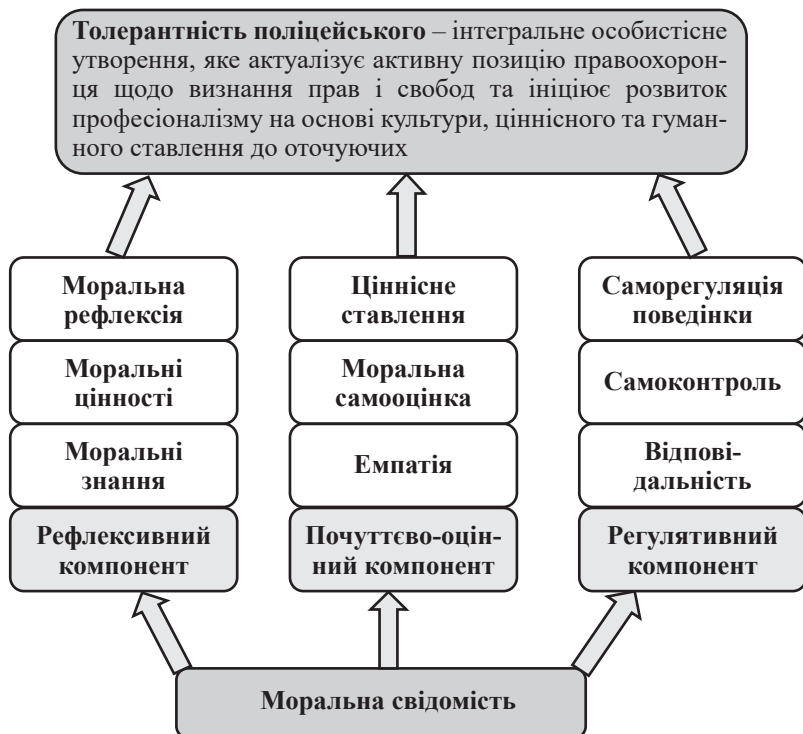 Толерантність поліцейського – інтегральне особистісне
утворення, яке актуалізує активну позицію правоохорон-
ця щодо визнання прав і свобод та ініціює розвиток
професіоналізму на основі культури, ціннісного та гуман-
ного ставлення до оточуючих
Моральна
рефлексія
Моральні
цінності
Моральні
знання
Рефлексивний
компонент
Ціннісне
ставлення
Моральна
самооцінка
Емпатія
Почуттєво-оцін-
ний компонент
Саморегуляція
поведінки
Самоконтроль
Відпові-
дальність
Регулятивний
компонент
Моральна свідомість